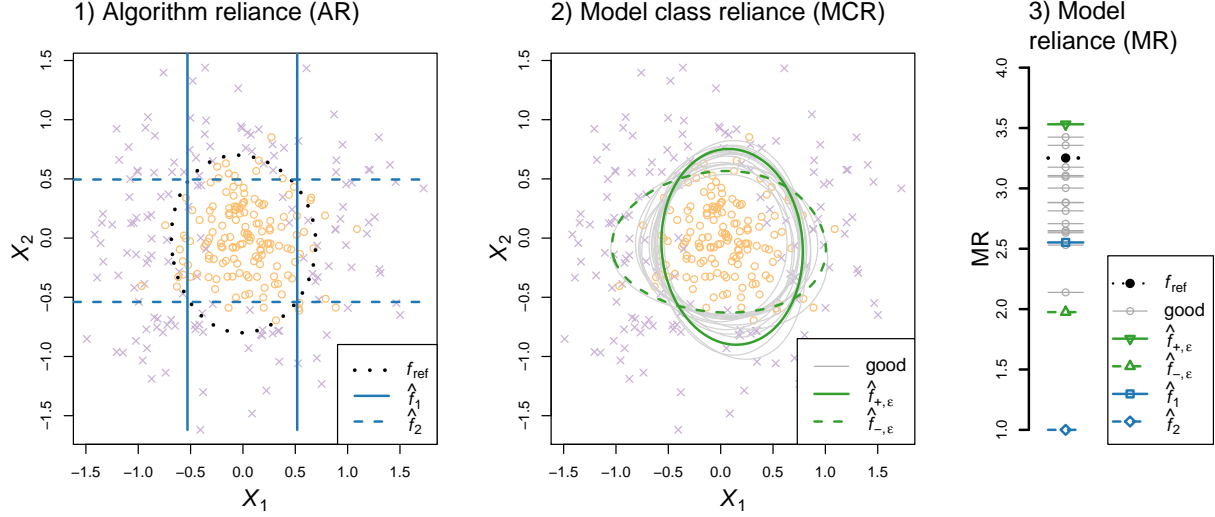 1) Algorithm reliance (AR)
1.5
1.0
0.5
0.0
−0.5
−1.0
−1.5
X₂
−1.5 −1.0 −0.5 0.0 0.5 1.0 1.5
X₁
f_ref
f̂₁
f̂₂
2) Model class reliance (MCR)
1.5
1.0
0.5
0.0
−0.5
−1.0
−1.5
X₂
−1.5 −1.0 −0.5 0.0 0.5 1.0 1.5
X₁
good
f̂₊,ε
f̂₋,ε
3) Model
reliance (MR)
4.0
3.5
3.0
2.5
2.0
1.5
1.0
MR
f_ref
good
f̂₊,ε
f̂₋,ε
f̂₁
f̂₂